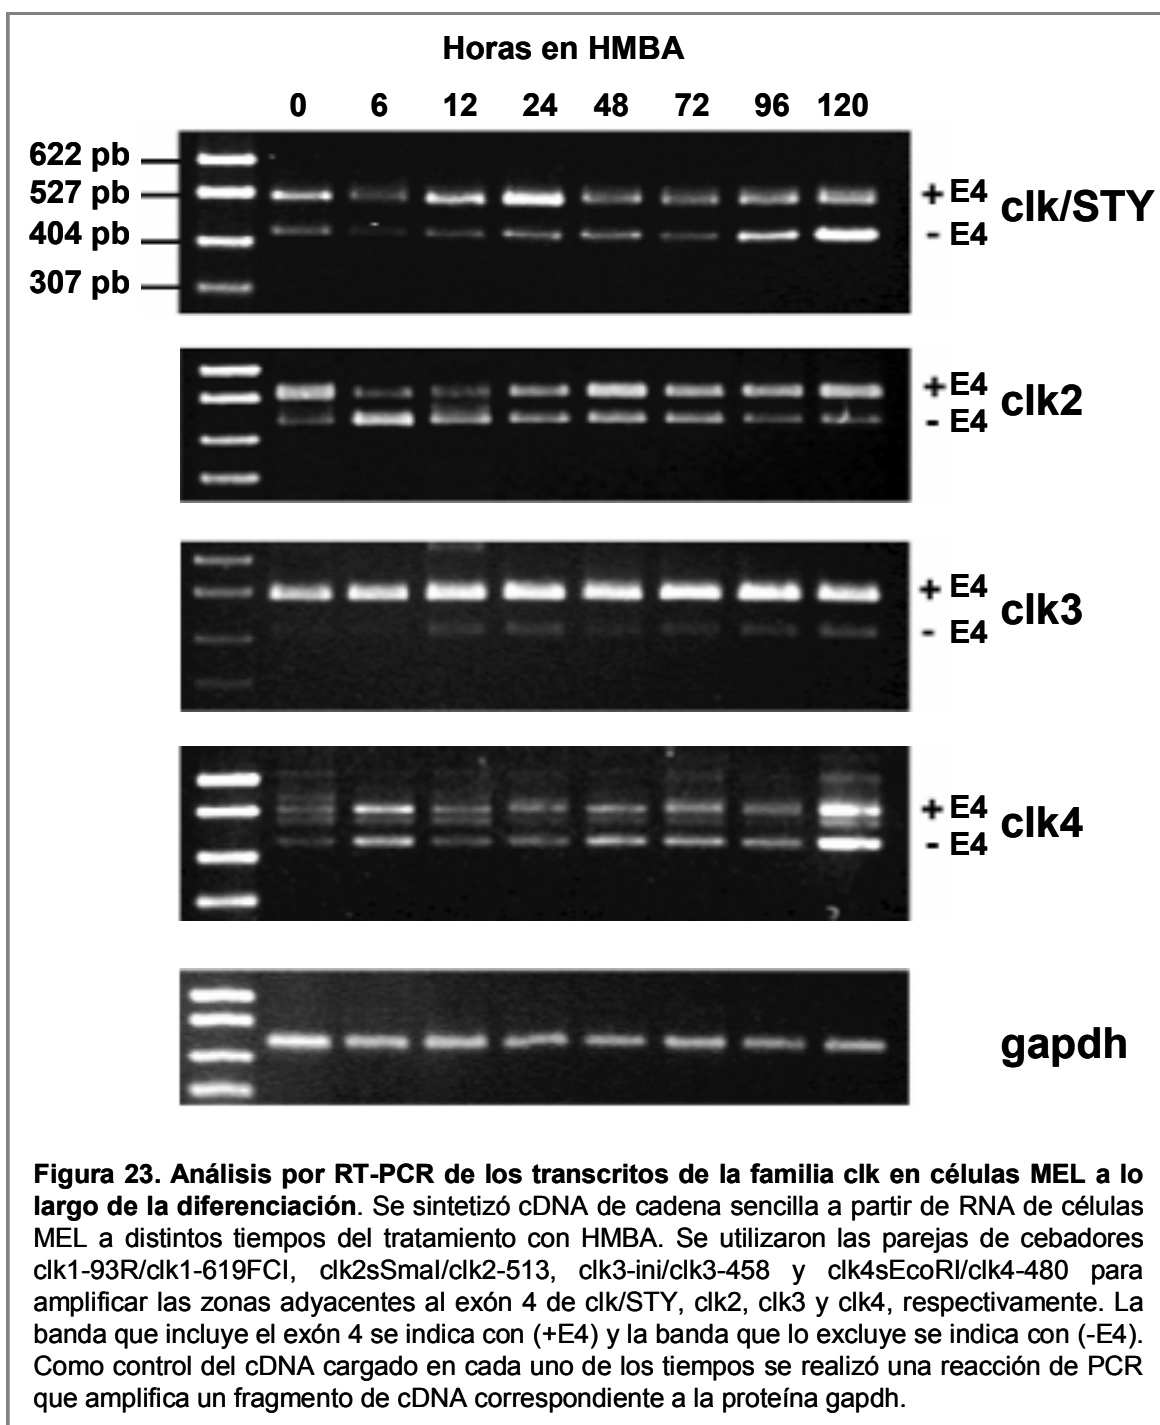 Horas en HMBA
0 6 12 24 48 72 96 120
622 pb
527 pb
404 pb
307 pb
+ E4
- E4
clk/STY
+ E4
- E4
clk2
+ E4
- E4
clk3
+ E4
- E4
clk4
gapdh
Figura 23. Análisis por RT-PCR de los transcritos de la familia clk en células MEL a lo
largo de la diferenciación. Se sintetizó cDNA de cadena sencilla a partir de RNA de células
MEL a distintos tiempos del tratamiento con HMBA. Se utilizaron las parejas de cebadores
clk1-93R/clk1-619FCI, clk2sSmaI/clk2-513, clk3-ini/clk3-458 y clk4sEcoRI/clk4-480 para
amplificar las zonas adyacentes al exón 4 de clk/STY, clk2, clk3 y clk4, respectivamente. La
banda que incluye el exón 4 se indica con (+E4) y la banda que lo excluye se indica con (-E4).
Como control del cDNA cargado en cada uno de los tiempos se realizó una reacción de PCR
que amplifica un fragmento de cDNA correspondiente a la proteína gapdh.